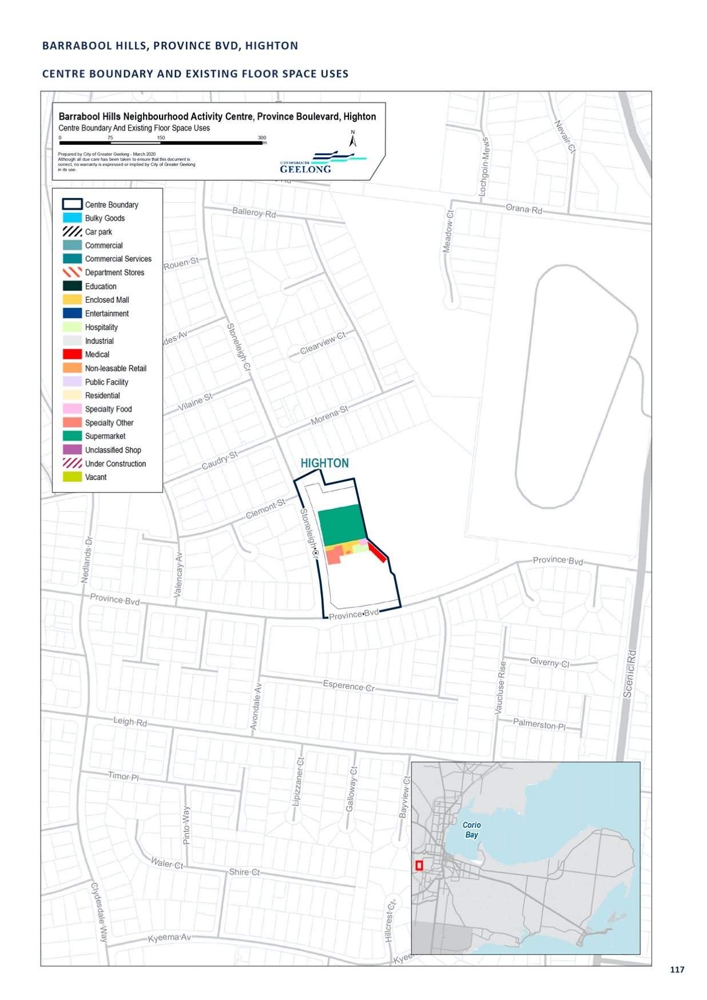 BARRABOOL HILLS, PROVINCE BVD, HIGHTON
CENTRE BOUNDARY AND EXISTING FLOOR SPACE USES
Barrabool Hills Neighbourhood Activity Centre, Province Boulevard, Highton
Centre Boundary And Existing Floor Space Uses
0 75 150 300
m
N
Prepared by City of Greater Geelong - March 2020
Although all due care has been taken to ensure that this document is
correct, no warranty is expressed or implied by City of Greater Geelong
in its use.
CITY OF GREATER
GEELONG
Centre Boundary
Bulky Goods
Car park
Commercial
Commercial Services
Department Stores
Education
Enclosed Mall
Entertainment
Hospitality
Industrial
Medical
Non-leasable Retail
Public Facility
Residential
Specialty Food
Specialty Other
Supermarket
Unclassified Shop
Under Construction
Vacant
Nevair Ct
Lochgoin Mews
Orana Rd
Meadow Ct
Balleroy Rd
Rouen St
des Av
Stoneleigh Cr
Clearview Ct
Vilaine St
Morena St
Caudry St
HIGHTON
Clemont St
Stoneleigh Cr
Nedlands Dr
Valencay Av
Province Bvd
Province Bvd
Province Bvd
Giverny Cl
Scenic Rd
Vaucluse Rise
Esperence Cr
Avondale Av
Palmerston Pl
Leigh Rd
Timor Pl
Lipizzaner Ct
Galloway Ct
Bayview Ct
Pinto Way
Waler Ct
Shire Ct
Clydesdale Way
Hillcrest Ct
Kyeema Av
Kyee
Corio
Bay
117